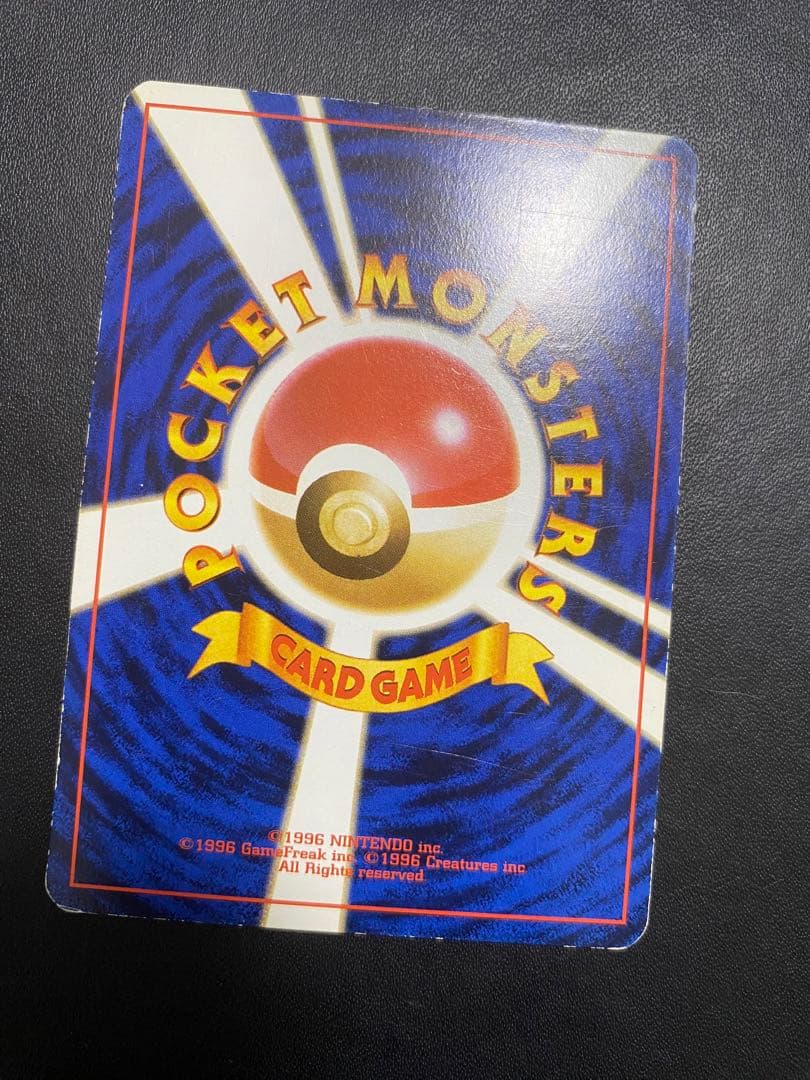 POCKET MONSTERS
CARD GAME
©1996 NINTENDO inc.
©1996 GameFreak inc. ©1996 Creatures inc.
All Rights reserved.